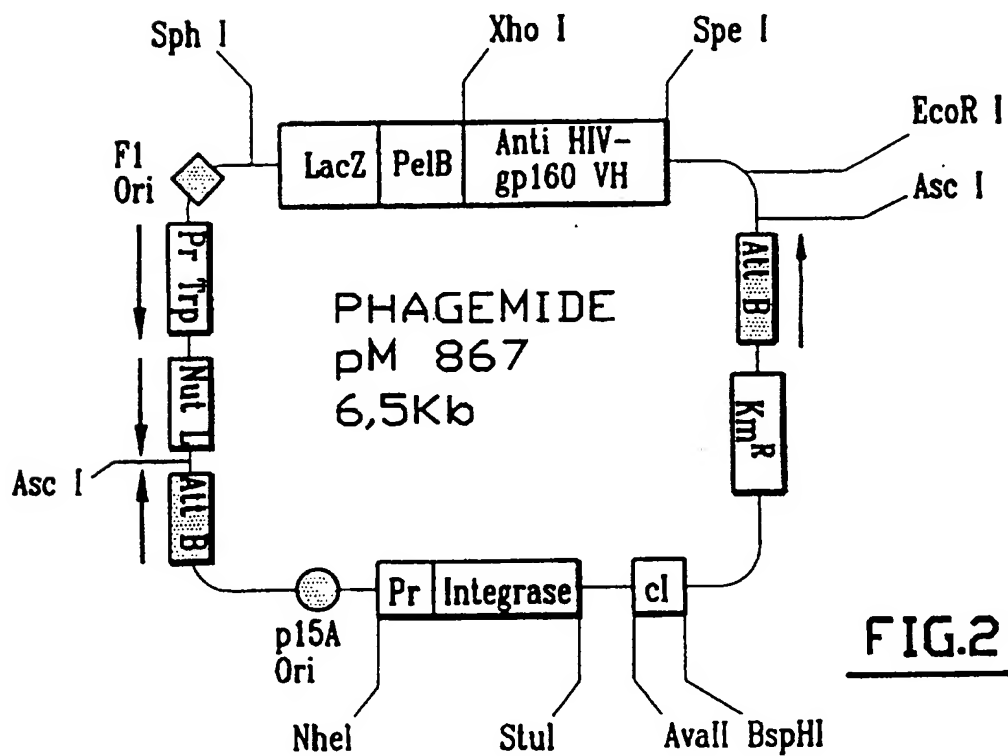 Sph I
Xho I
Spe I
EcoR I
Asc I
F1
Ori
LacZ
PelB
Anti HIV-
gp160 VH
Pr Trp
Nut L
Att B
Asc I
PHAGEMIDE
pM 867
6,5Kb
Att B
KmR
p15A
Ori
Pr
Integrase
cI
NheI
StuI
AvaII
BspHI
FIG.2